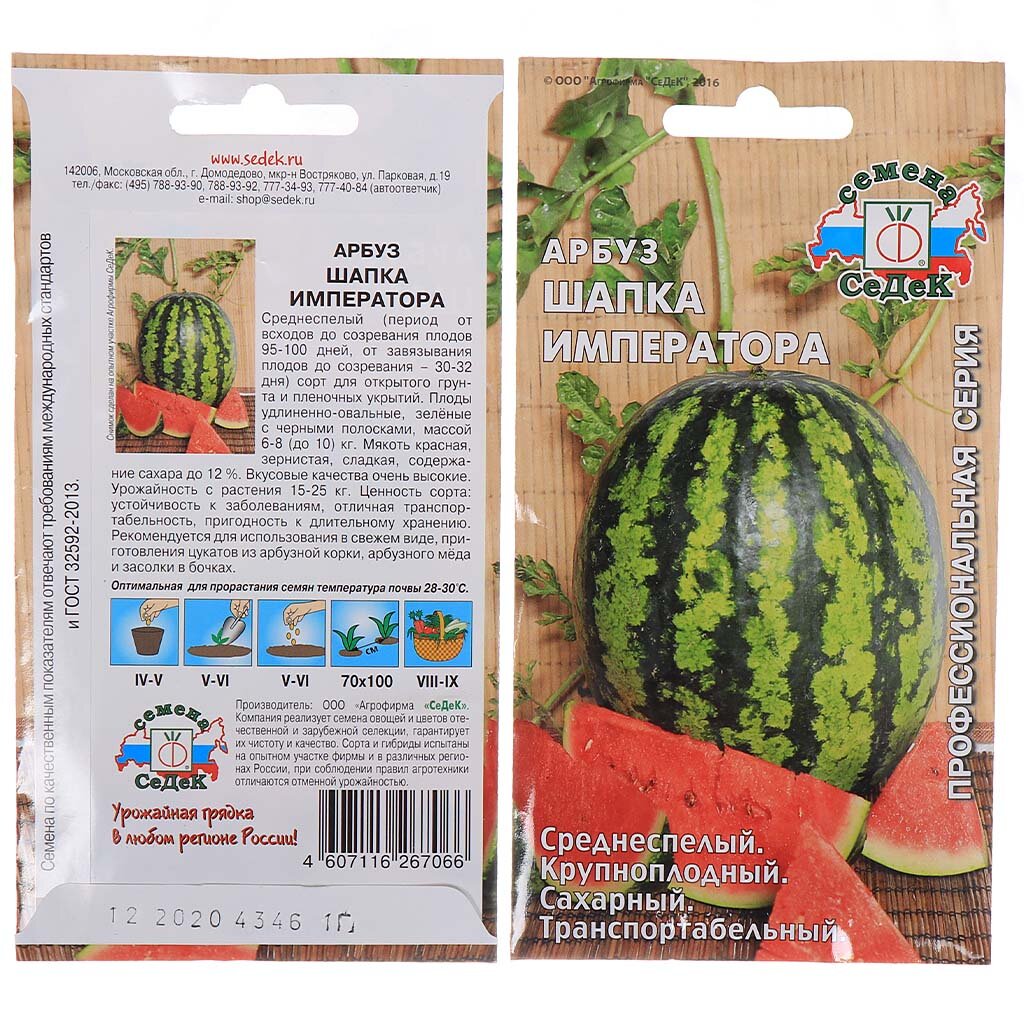 www.sedek.ru
142006, Московская обл., г. Домодедово, мкр-н Востряково, ул. Парковая, д.19
тел./факс: (495) 788-93-90, 788-93-92, 777-34-93, 777-40-84 (автоответчик)
e-mail: shop@sedek.ru
Семена по качественным показателям отвечают требованиям международных стандартов
и ГОСТ 32592-2013.
Снимок сделан на опытном участке Агрофирмы СеДеК
АРБУЗ
ШАПКА
ИМПЕРАТОРА
Среднеспелый (период от
всходов до созревания плодов
95-100 дней, от завязывания
плодов до созревания – 30-32
дня) сорт для открытого грун-
та и пленочных укрытий. Плоды
удлиненно-овальные, зелёные
с черными полосками, массой
6-8 (до 10) кг. Мякоть красная,
зернистая, сладкая, содержа-
ние сахара до 12 %. Вкусовые качества очень высокие.
Урожайность с растения 15-25 кг. Ценность сорта:
устойчивость к заболеваниям, отличная транспор-
табельность, пригодность к длительному хранению.
Рекомендуется для использования в свежем виде, при-
готовления цукатов из арбузной корки, арбузного мёда
и засолки в бочках.
Оптимальная для прорастания семян температура почвы 28-30°С.
см
IV-V V-VI V-VI 70х100 VIII-IX
семена
СеДеК
Производитель: ООО «Агрофирма «СеДеК».
Компания реализует семена овощей и цветов оте-
чественной и зарубежной селекции, гарантирует
их чистоту и качество. Сорта и гибриды испытаны
на опытном участке фирмы и в различных регио-
нах России, при соблюдении правил агротехники
отличаются отменной урожайностью.
Урожайная грядка
в любом регионе России!
4 607116 267066
12 2020 4346 1П
© ООО "Агрофирма "СеДеК", 2016
семена
СеДеК
АРБУЗ
ШАПКА
ИМПЕРАТОРА
ПРОФЕССИОНАЛЬНАЯ СЕРИЯ
Среднеспелый.
Крупноплодный.
Сахарный.
Транспортабельный.